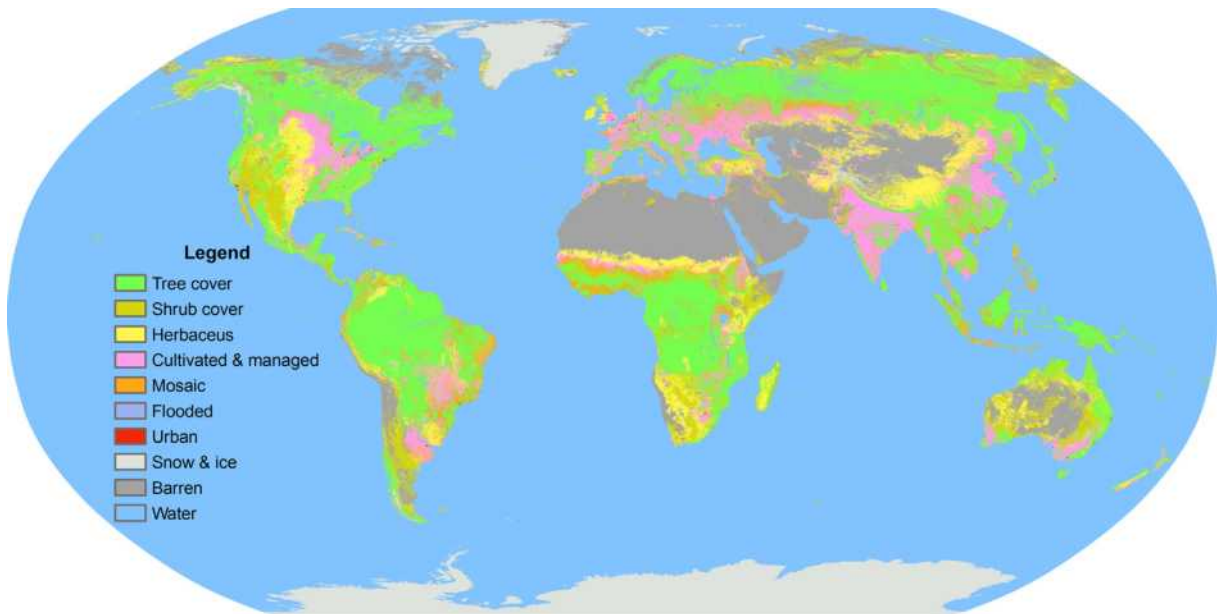 Legend
Tree cover
Shrub cover
Herbaceus
Cultivated & managed
Mosaic
Flooded
Urban
Snow & ice
Barren
Water